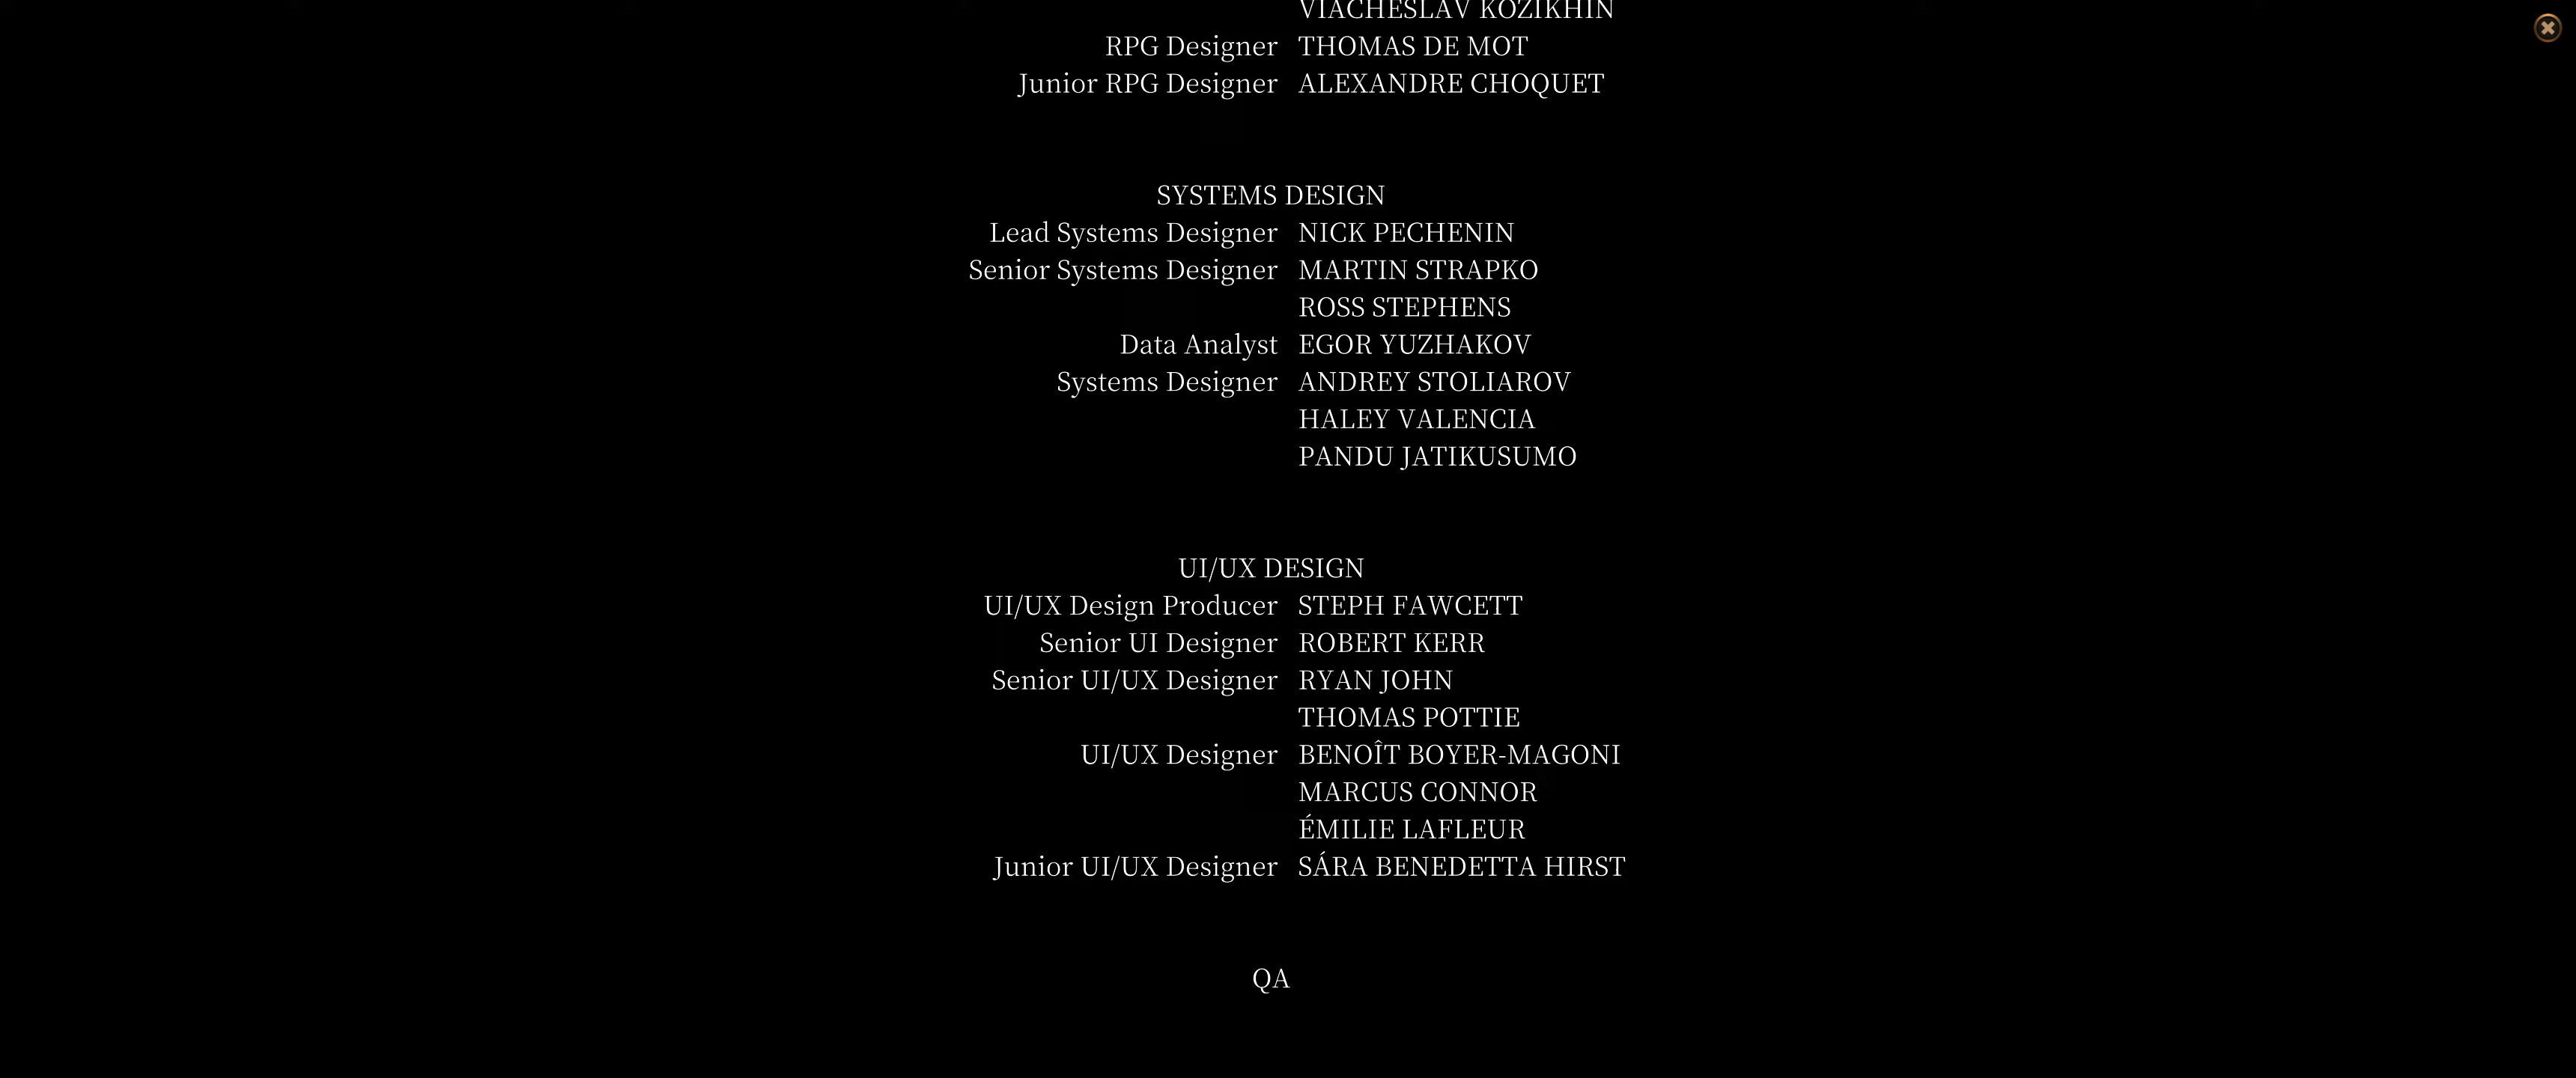 VIACHESLAV KOZIKHIN
RPG Designer THOMAS DE MOT
Junior RPG Designer ALEXANDRE CHOQUET
SYSTEMS DESIGN
Lead Systems Designer NICK PECHENIN
Senior Systems Designer MARTIN STRAPKO
ROSS STEPHENS
Data Analyst EGOR YUZHAKOV
Systems Designer ANDREY STOLIAROV
HALEY VALENCIA
PANDU JATIKUSUMO
UI/UX DESIGN
UI/UX Design Producer STEPH FAWCETT
Senior UI Designer ROBERT KERR
Senior UI/UX Designer RYAN JOHN
THOMAS POTTIE
UI/UX Designer BENOÎT BOYER-MAGONI
MARCUS CONNOR
ÉMILIE LAFLEUR
Junior UI/UX Designer SÁRA BENEDETTA HIRST
QA